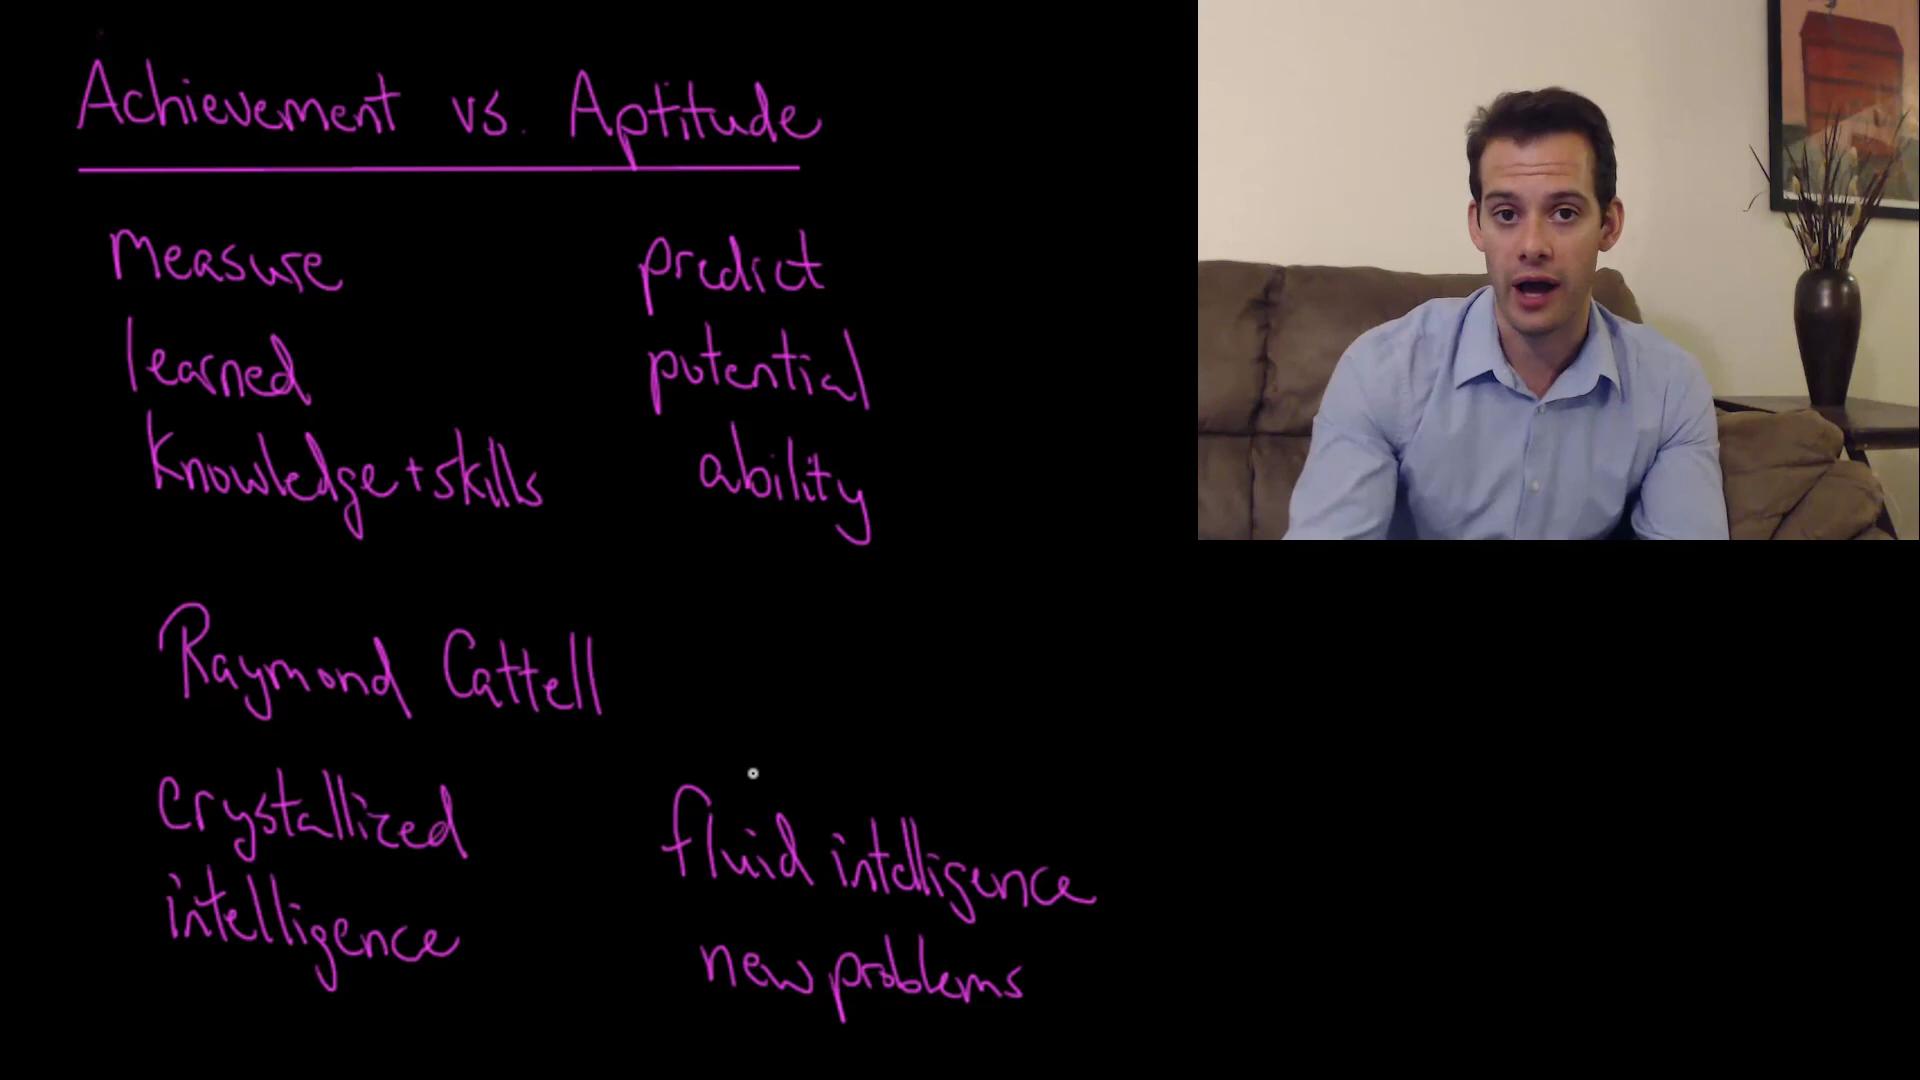 Achievement vs. Aptitude
measure
learned
knowledge + skills
predict
potential
ability
Raymond Cattell
crystallized
intelligence
fluid intelligence
new problems